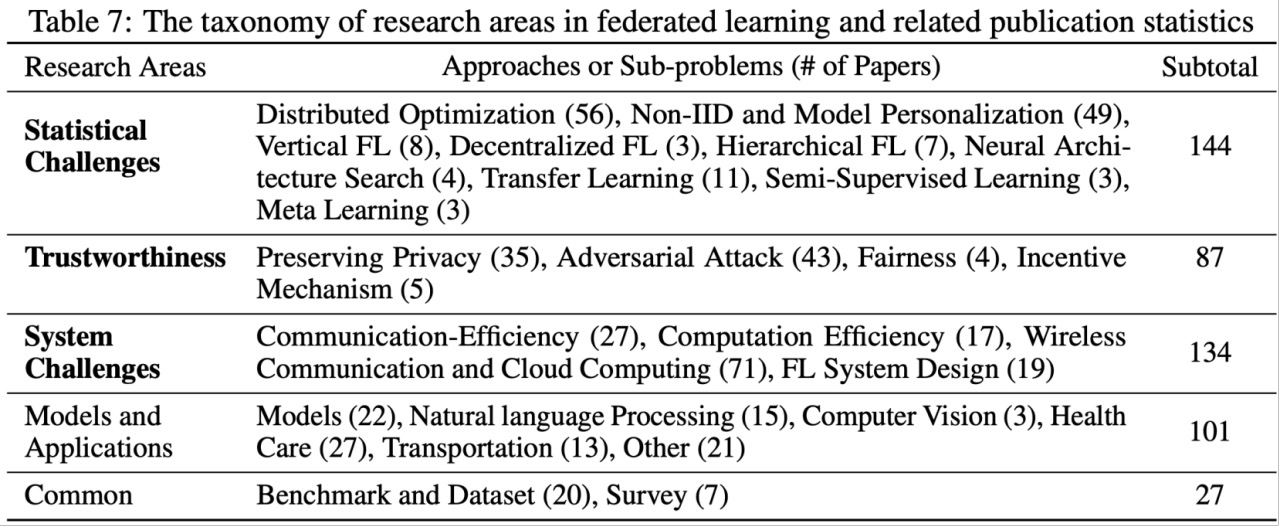 Table 7: The taxonomy of research areas in federated learning and related publication statistics
Research Areas Approaches or Sub-problems (# of Papers) Subtotal
Statistical Challenges
Distributed Optimization (56), Non-IID and Model Personalization (49),
Vertical FL (8), Decentralized FL (3), Hierarchical FL (7), Neural Archi-
tecture Search (4), Transfer Learning (11), Semi-Supervised Learning (3),
Meta Learning (3)
144
Trustworthiness
Preserving Privacy (35), Adversarial Attack (43), Fairness (4), Incentive
Mechanism (5)
87
System
Challenges
Communication-Efficiency (27), Computation Efficiency (17), Wireless
Communication and Cloud Computing (71), FL System Design (19)
134
Models and
Applications
Models (22), Natural language Processing (15), Computer Vision (3), Health
Care (27), Transportation (13), Other (21)
101
Common
Benchmark and Dataset (20), Survey (7)
27